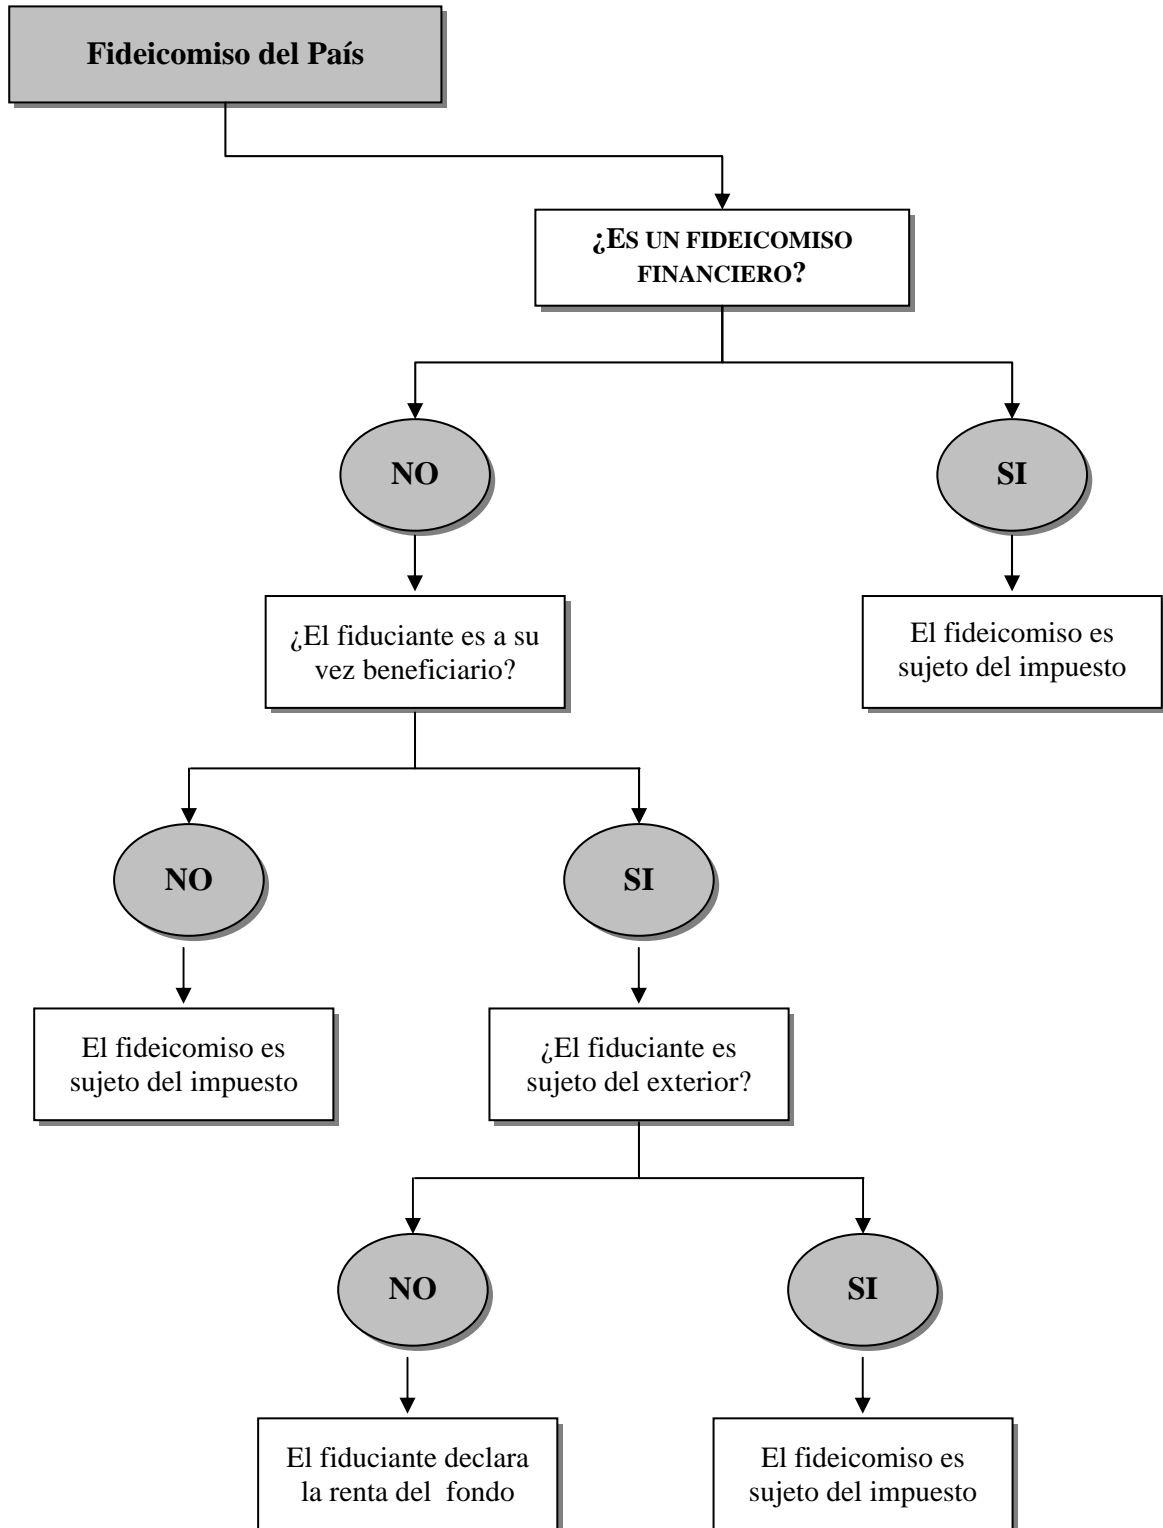 Fideicomiso del País
¿ES UN FIDEICOMISO
FINANCIERO?
NO
SI
¿El fiduciante es a su
vez beneficiario?
El fideicomiso es
sujeto del impuesto
NO
SI
El fideicomiso es
sujeto del impuesto
¿El fiduciante es
sujeto del exterior?
NO
SI
El fiduciante declara
la renta del  fondo
El fideicomiso es
sujeto del impuesto